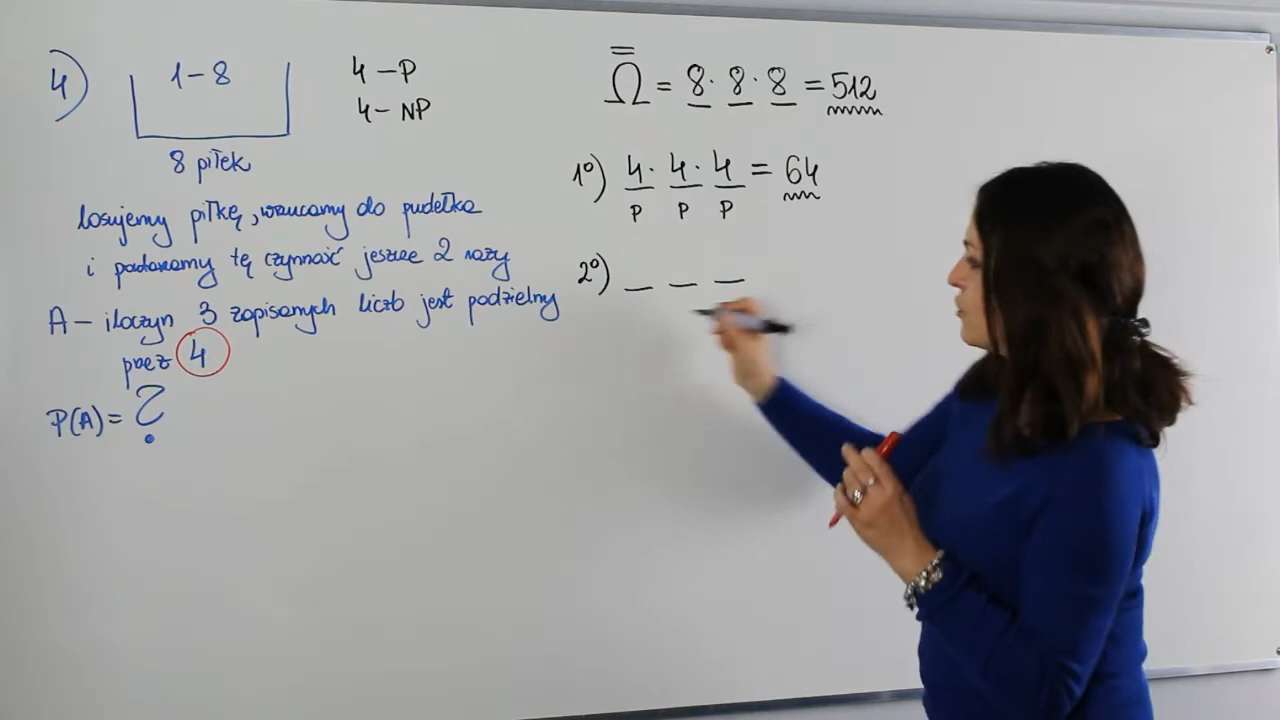 4)
1-8
8 piłek
4 - P
4 - NP
losujemy piłkę, wrzucamy do pudełka
i powtarzamy tę czynność jeszcze 2 razy
A - iloczyn 3 zapisanych liczb jest podzielny
przez 4
P(A) = ?
Ω̿ = 8 · 8 · 8 = 512
1°) 4 · 4 · 4 = 64
P P P
2°) _ _ _